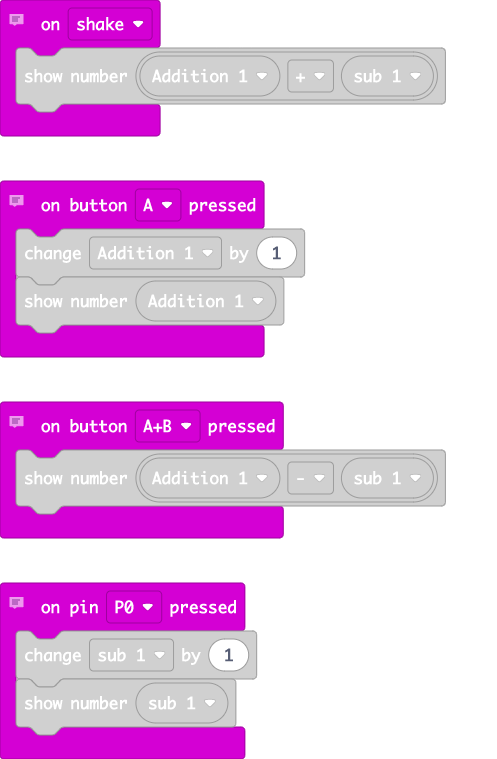 on shake
show number Addition 1 + sub 1
on button A pressed
change Addition 1 by 1
show number Addition 1
on button A+B pressed
show number Addition 1 - sub 1
on pin P0 pressed
change sub 1 by 1
show number sub 1